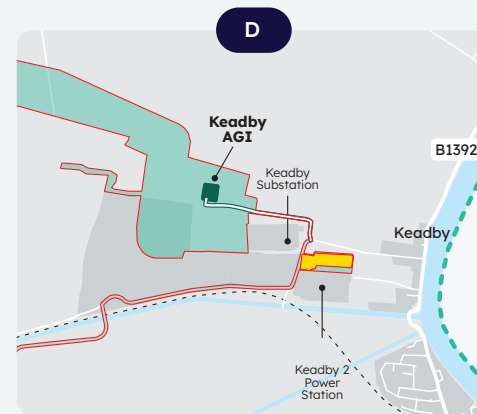 D
Keadby
AGI
B1392
Keadby
Substation
Keadby
Keadby 2
Power
Station